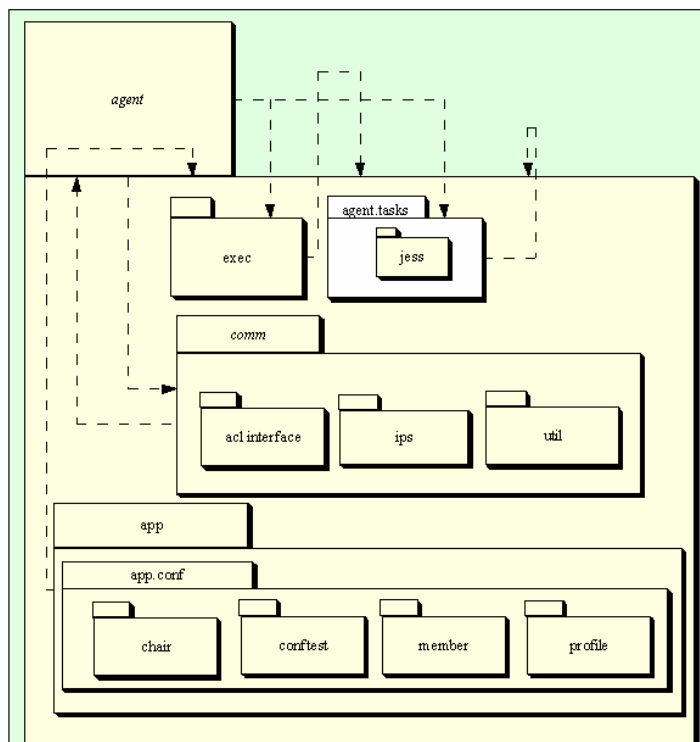 agent
agent.tasks
exec
jess
comm
acl interface
ips
util
app
app.conf
chair
conftest
member
profile